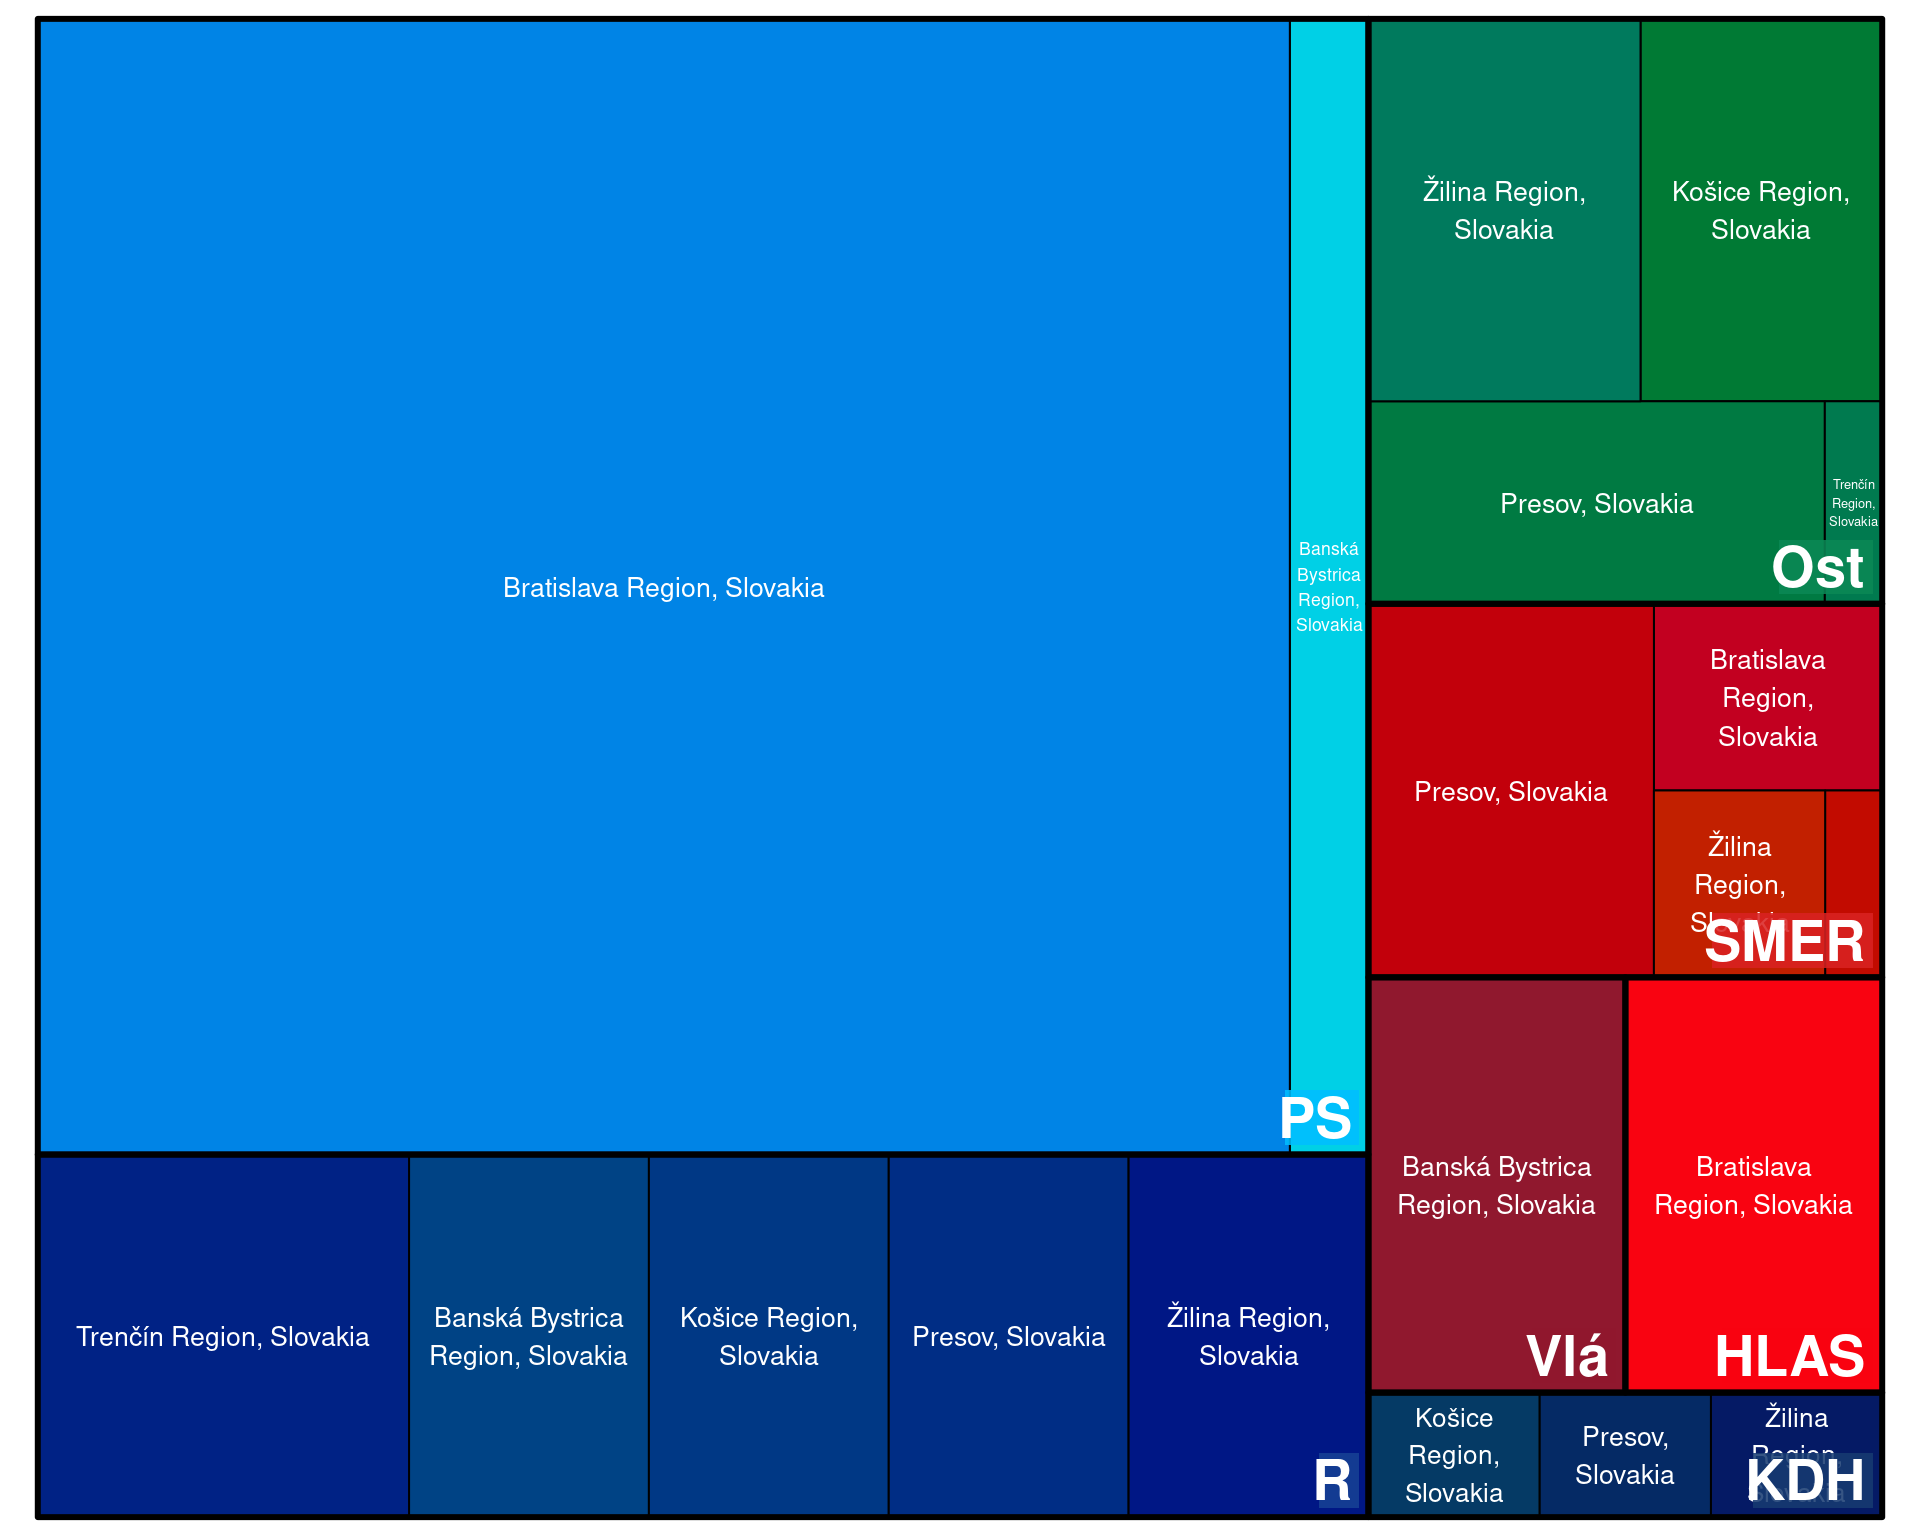 Bratislava Region, Slovakia
Banská
Bystrica
Region,
Slovakia
PS
Trenčín Region, Slovakia
Banská Bystrica
Region, Slovakia
Košice Region,
Slovakia
Presov, Slovakia
Žilina Region,
Slovakia
R
Žilina Region,
Slovakia
Košice Region,
Slovakia
Presov, Slovakia
Trenčín
Region,
Slovakia
Ost
Presov, Slovakia
Bratislava
Region,
Slovakia
Žilina
Region,
Slovakia
SMER
Banská Bystrica
Region, Slovakia
Vlá
Bratislava
Region, Slovakia
HLAS
Košice
Region,
Slovakia
Presov,
Slovakia
Žilina
Region,
Slovakia
KDH